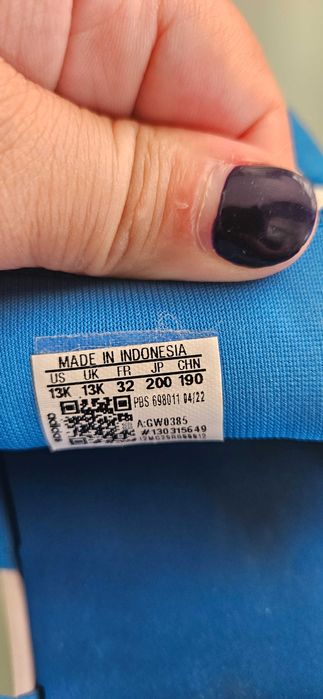 MADE IN INDONESIA
US UK FR JP CHN
13K 13K 32 200 190
PBS 698011 04/22
adidas
A:GW0385
#130315649